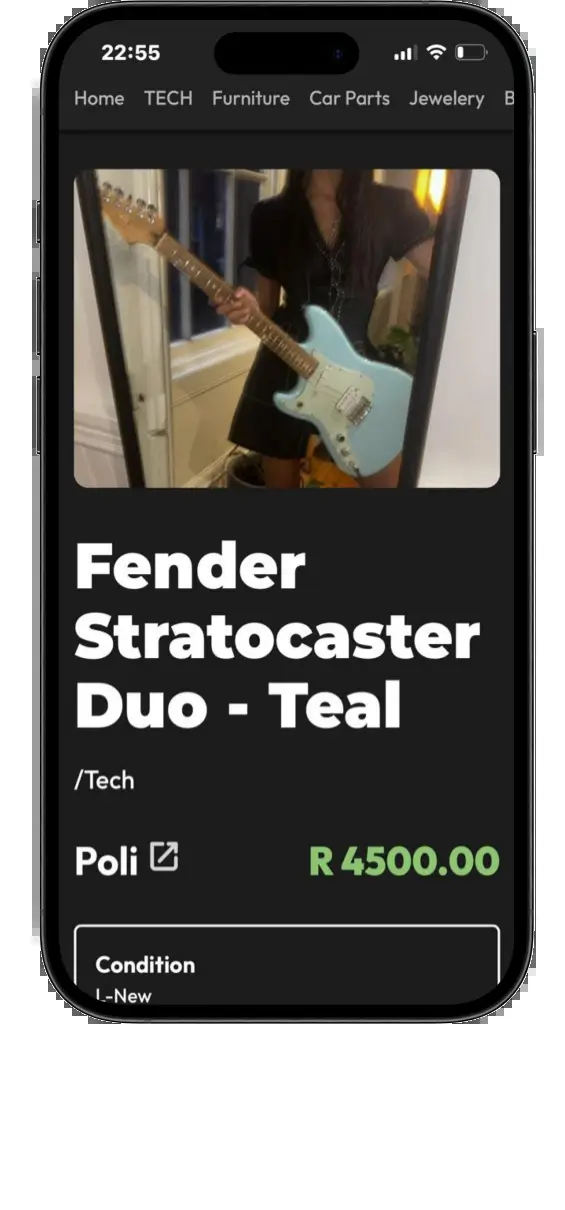 22:55
Home TECH Furniture Car Parts Jewelery B
Fender
Stratocaster
Duo - Teal
/Tech
Poli R 4500.00
Condition
L-New